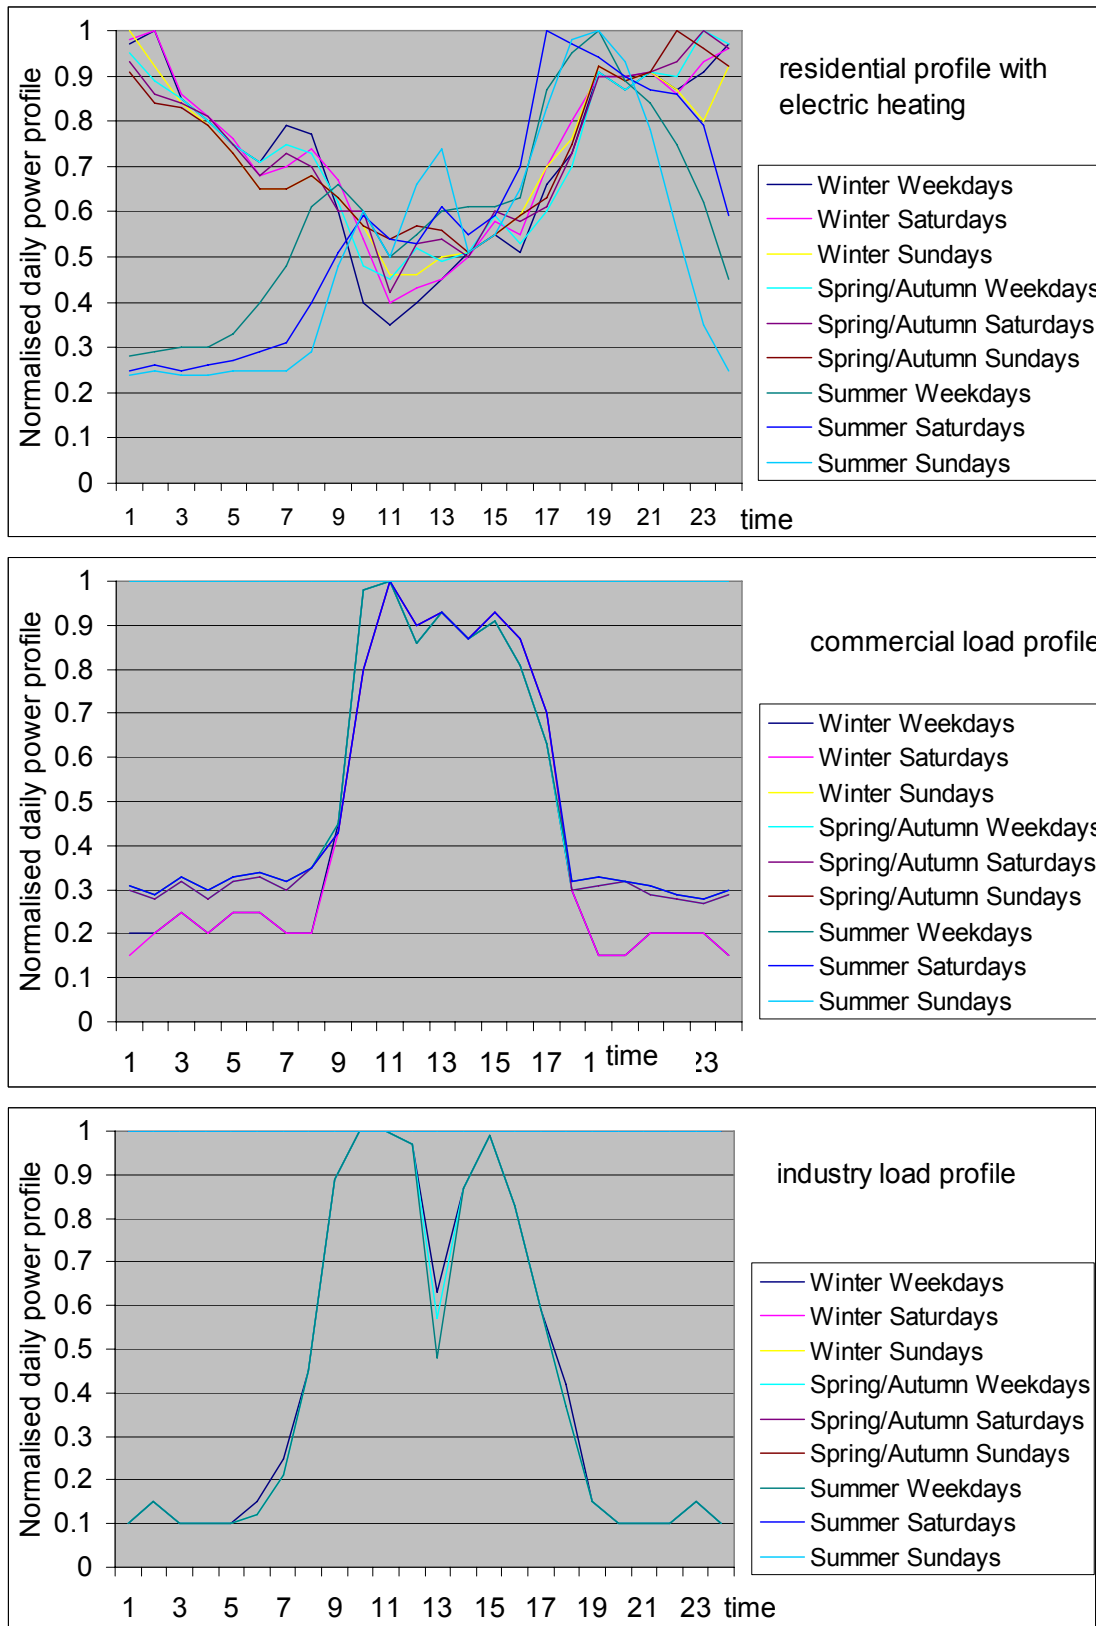 Normalised daily power profile
1
0.9
0.8
0.7
0.6
0.5
0.4
0.3
0.2
0.1
0
1 3 5 7 9 11 13 15 17 19 21 23 time
residential profile with
electric heating
Winter Weekdays
Winter Saturdays
Winter Sundays
Spring/Autumn Weekdays
Spring/Autumn Saturdays
Spring/Autumn Sundays
Summer Weekdays
Summer Saturdays
Summer Sundays
Normalised daily power profile
1
0.9
0.8
0.7
0.6
0.5
0.4
0.3
0.2
0.1
0
1 3 5 7 9 11 13 15 17 1 time 23
commercial load profile
Winter Weekdays
Winter Saturdays
Winter Sundays
Spring/Autumn Weekdays
Spring/Autumn Saturdays
Spring/Autumn Sundays
Summer Weekdays
Summer Saturdays
Summer Sundays
Normalised daily power profile
1
0.9
0.8
0.7
0.6
0.5
0.4
0.3
0.2
0.1
0
1 3 5 7 9 11 13 15 17 19 21 23 time
industry load profile
Winter Weekdays
Winter Saturdays
Winter Sundays
Spring/Autumn Weekdays
Spring/Autumn Saturdays
Spring/Autumn Sundays
Summer Weekdays
Summer Saturdays
Summer Sundays